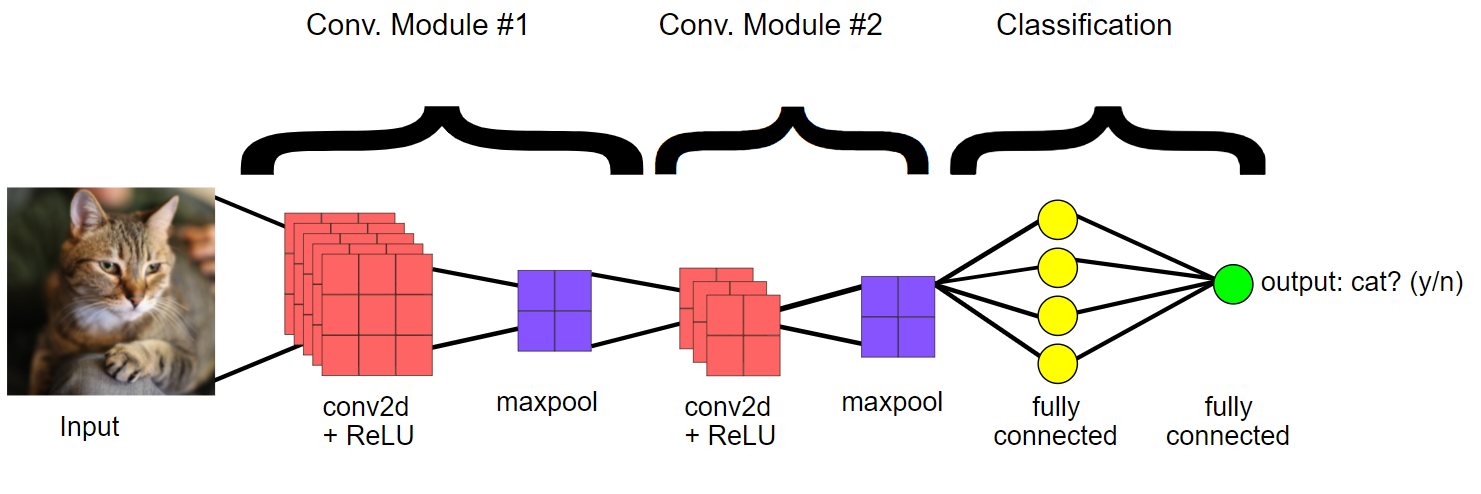 Conv. Module #1
Conv. Module #2
Classification
output: cat? (y/n)
Input
conv2d
+ ReLU
maxpool
conv2d
+ ReLU
maxpool
fully
connected
fully
connected